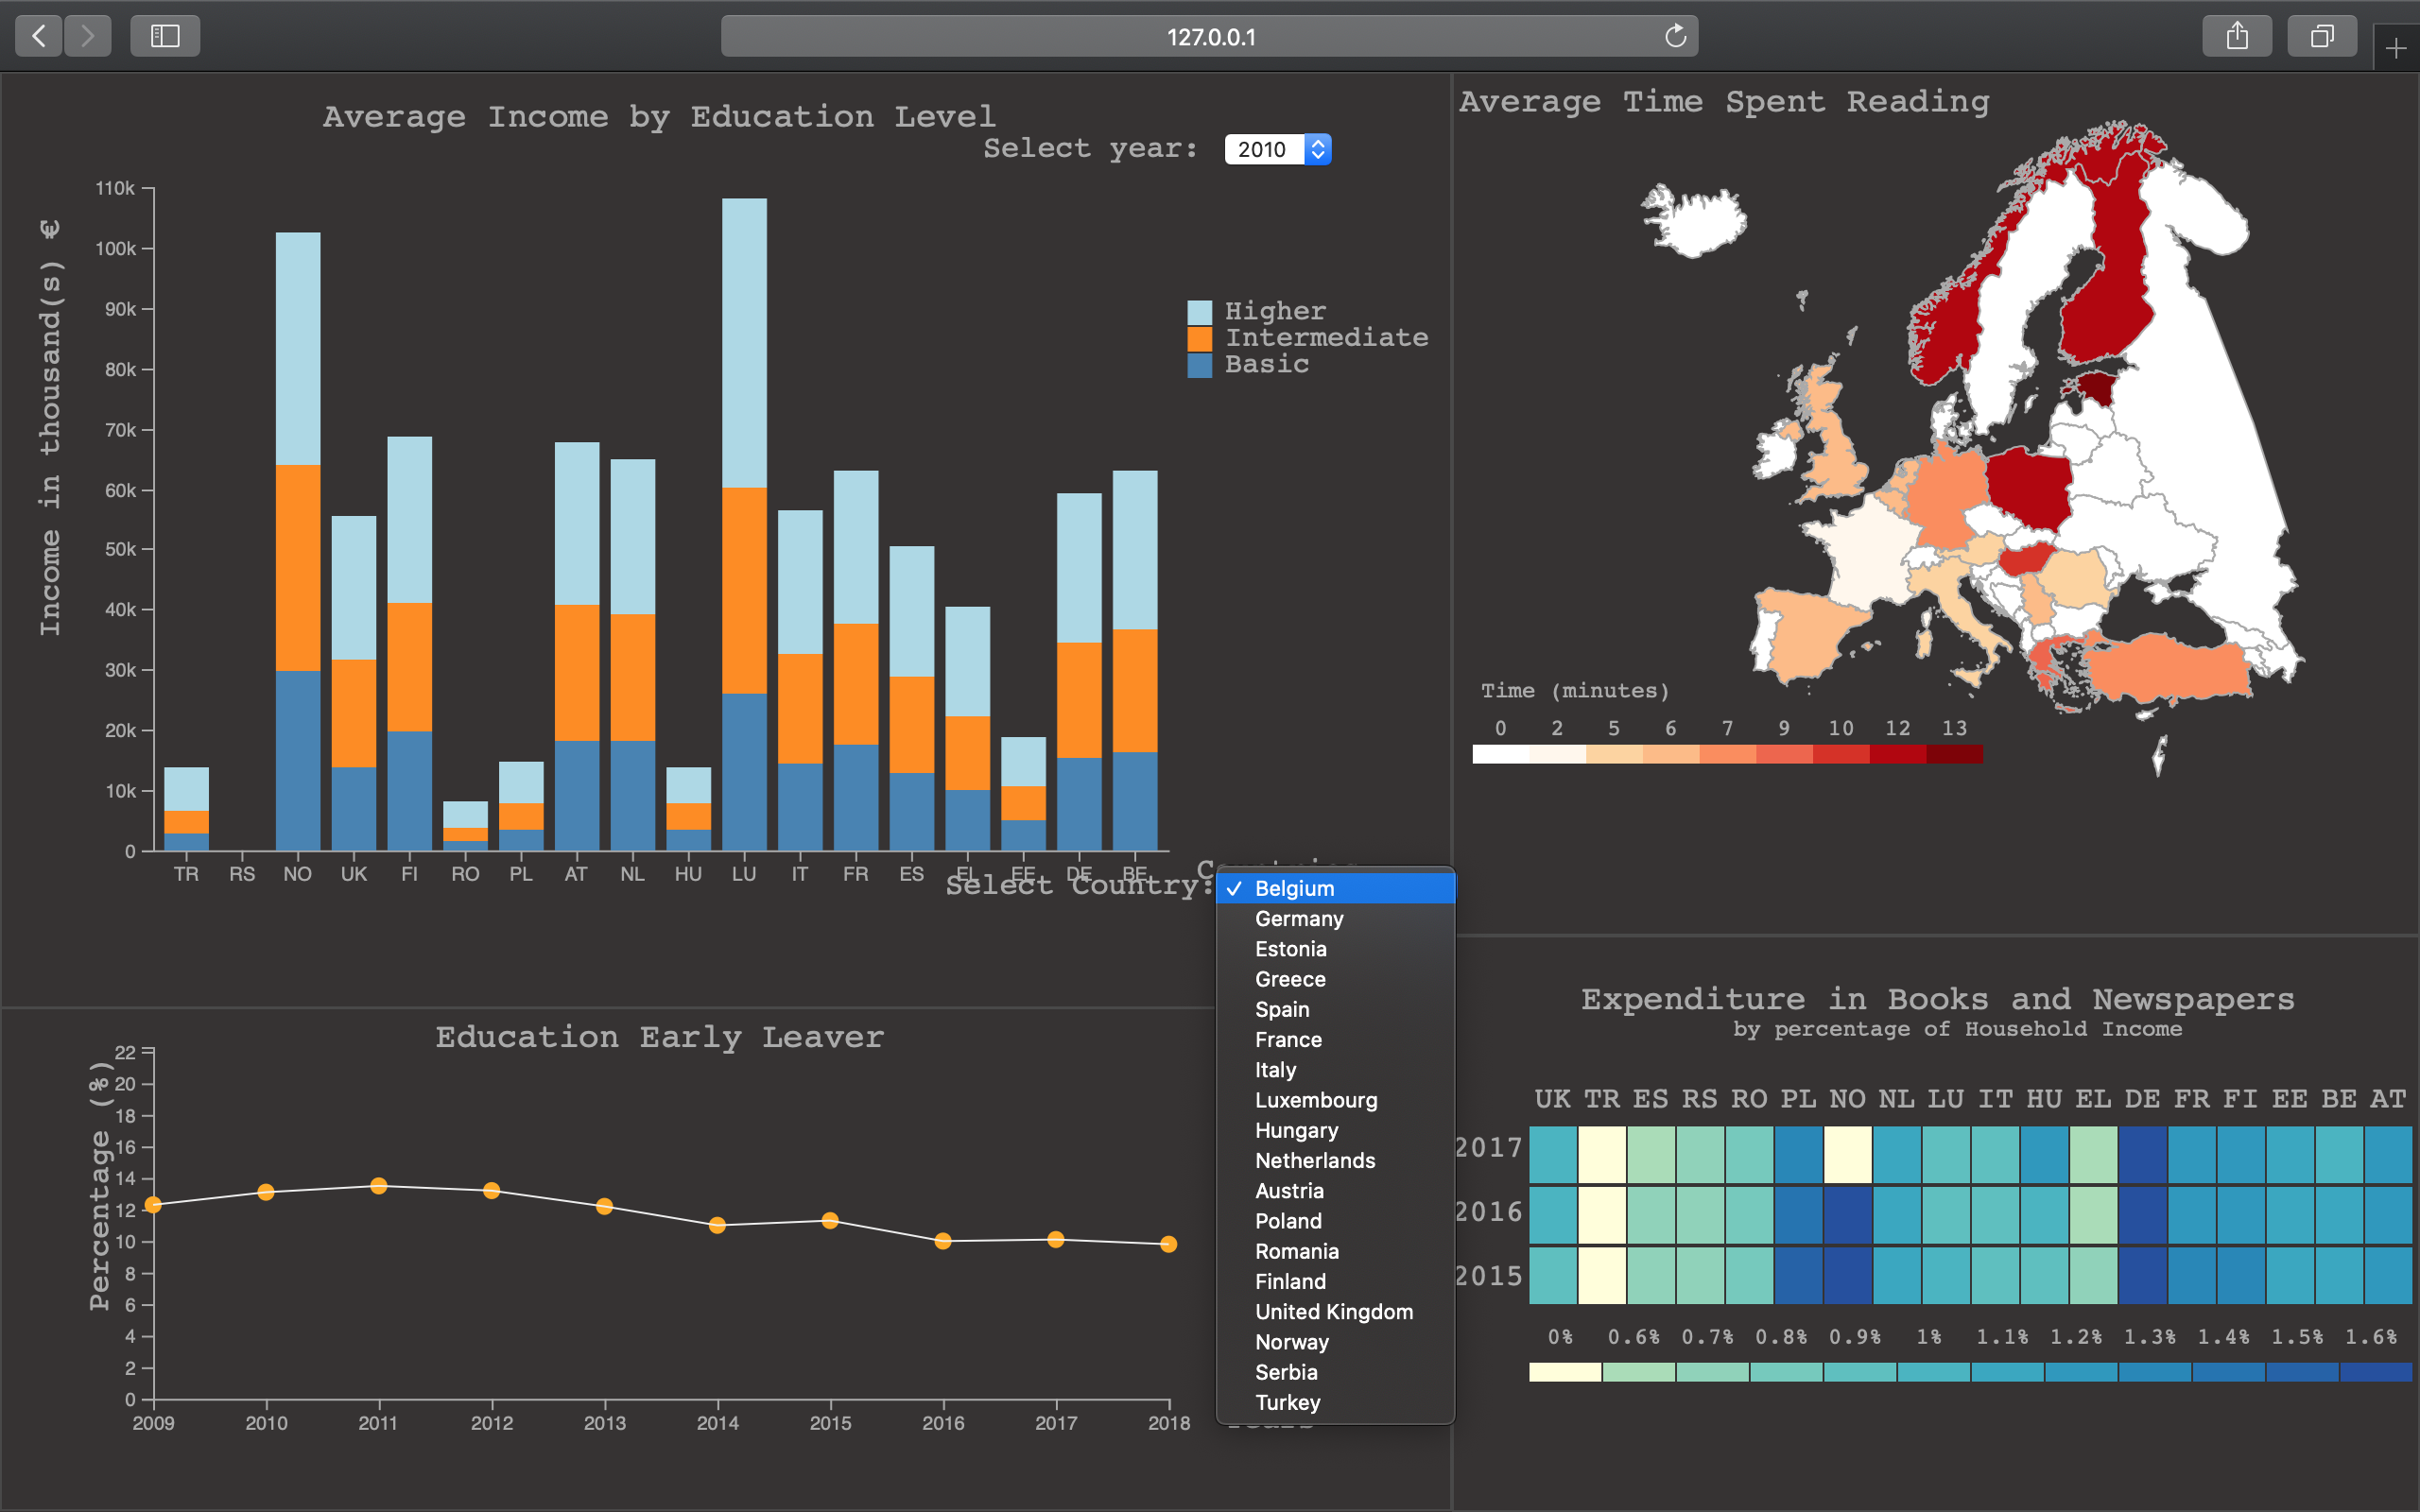 127.0.0.1
Average Income by Education Level
Select year: 2010
Income in thousand(s) €
110k
100k
90k
80k
70k
60k
50k
40k
30k
20k
10k
0
Higher
Intermediate
Basic
TR RS NO UK FI RO PL AT NL HU LU IT FR ES EL EE DE BE
Countries
Select Country:
✓ Belgium
Germany
Estonia
Greece
Spain
France
Italy
Luxembourg
Hungary
Netherlands
Austria
Poland
Romania
Finland
United Kingdom
Norway
Serbia
Turkey
Education Early Leaver
Percentage (%)
22
20
18
16
14
12
10
8
6
4
2
0
2009 2010 2011 2012 2013 2014 2015 2016 2017 2018
Years
Average Time Spent Reading
Time (minutes)
0 2 5 6 7 9 10 12 13
Expenditure in Books and Newspapers
by percentage of Household Income
UK TR ES RS RO PL NO NL LU IT HU EL DE FR FI EE BE AT
2017
2016
2015
0% 0.6% 0.7% 0.8% 0.9% 1% 1.1% 1.2% 1.3% 1.4% 1.5% 1.6%